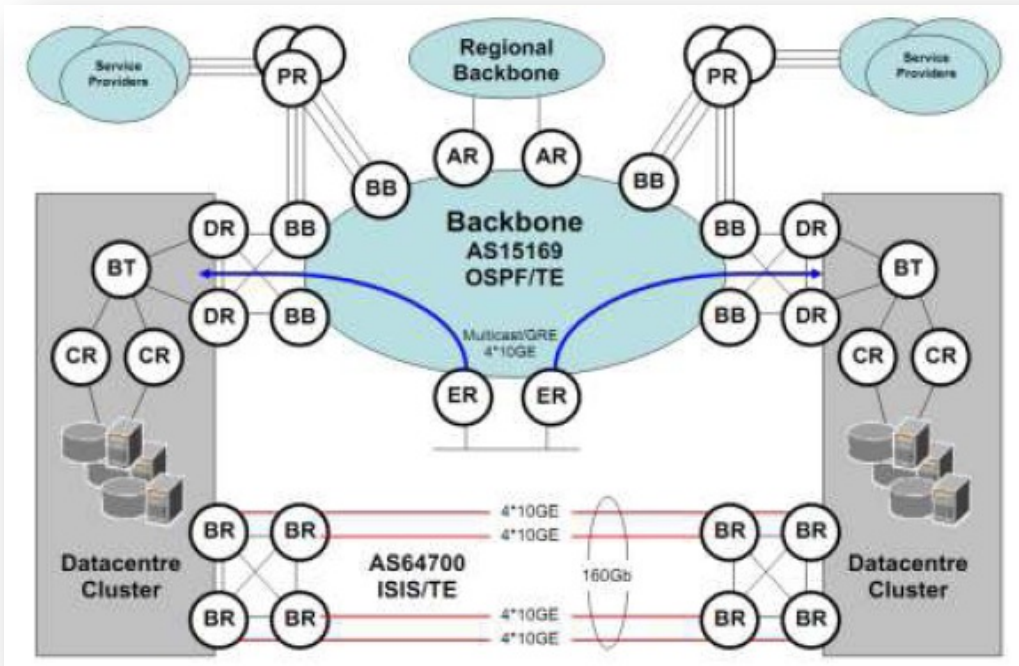 Service
Providers
PR
Regional
Backbone
PR
Service
Providers
AR
AR
BB
BB
DR
BB
Backbone
AS15169
OSPF/TE
BB
DR
BT
BT
DR
BB
Multicast/GRE
4*10GE
BB
DR
CR
CR
CR
CR
ER
ER
BR
BR
4*10GE
4*10GE
BR
BR
Datacentre
Cluster
AS64700
ISIS/TE
160Gb
Datacentre
Cluster
BR
BR
4*10GE
4*10GE
BR
BR